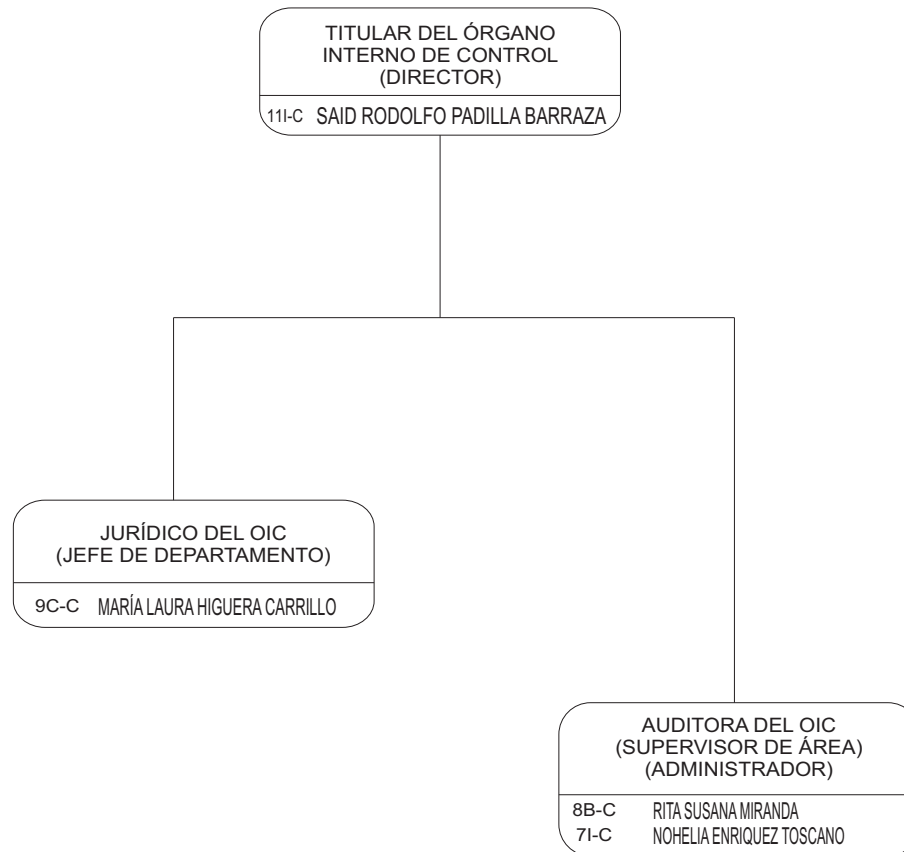 TITULAR DEL ÓRGANO
INTERNO DE CONTROL
(DIRECTOR)
11I-C SAID RODOLFO PADILLA BARRAZA
JURÍDICO DEL OIC
(JEFE DE DEPARTAMENTO)
9C-C MARÍA LAURA HIGUERA CARRILLO
AUDITORA DEL OIC
(SUPERVISOR DE ÁREA)
(ADMINISTRADOR)
8B-C RITA SUSANA MIRANDA
7I-C NOHELIA ENRIQUEZ TOSCANO